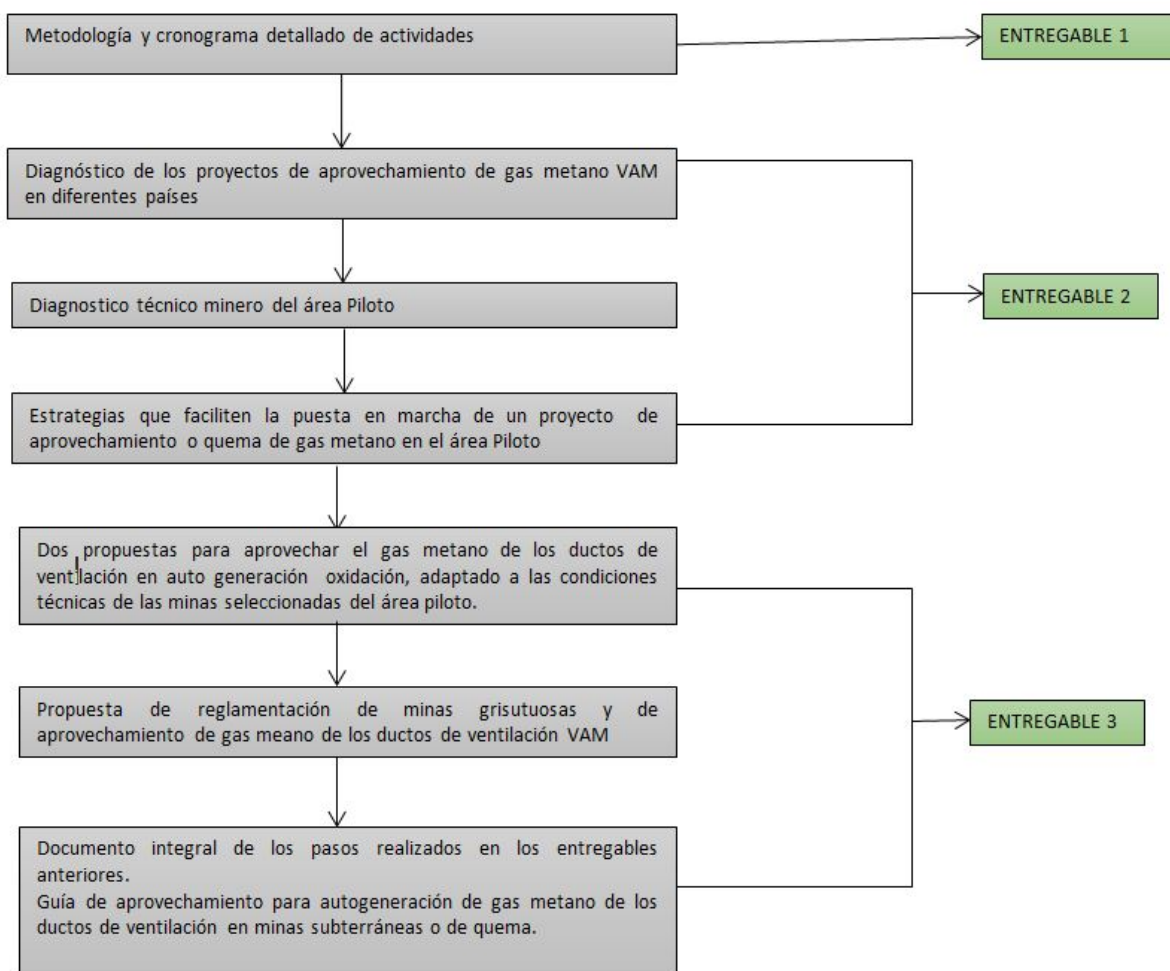 Metodología y cronograma detallado de actividades
ENTREGABLE 1
Diagnóstico de los proyectos de aprovechamiento de gas metano VAM
en diferentes países
Diagnostico técnico minero del área Piloto
ENTREGABLE 2
Estrategias que faciliten la puesta en marcha de un proyecto de
aprovechamiento o quema de gas metano en el área Piloto
Dos propuestas para aprovechar el gas metano de los ductos de
ventilación en auto generación oxidación, adaptado a las condiciones
técnicas de las minas seleccionadas del área piloto.
Propuesta de reglamentación de minas grisutuosas y de
aprovechamiento de gas meano de los ductos de ventilación VAM
ENTREGABLE 3
Documento integral de los pasos realizados en los entregables
anteriores.
Guía de aprovechamiento para autogeneración de gas metano de los
ductos de ventilación en minas subterráneas o de quema.